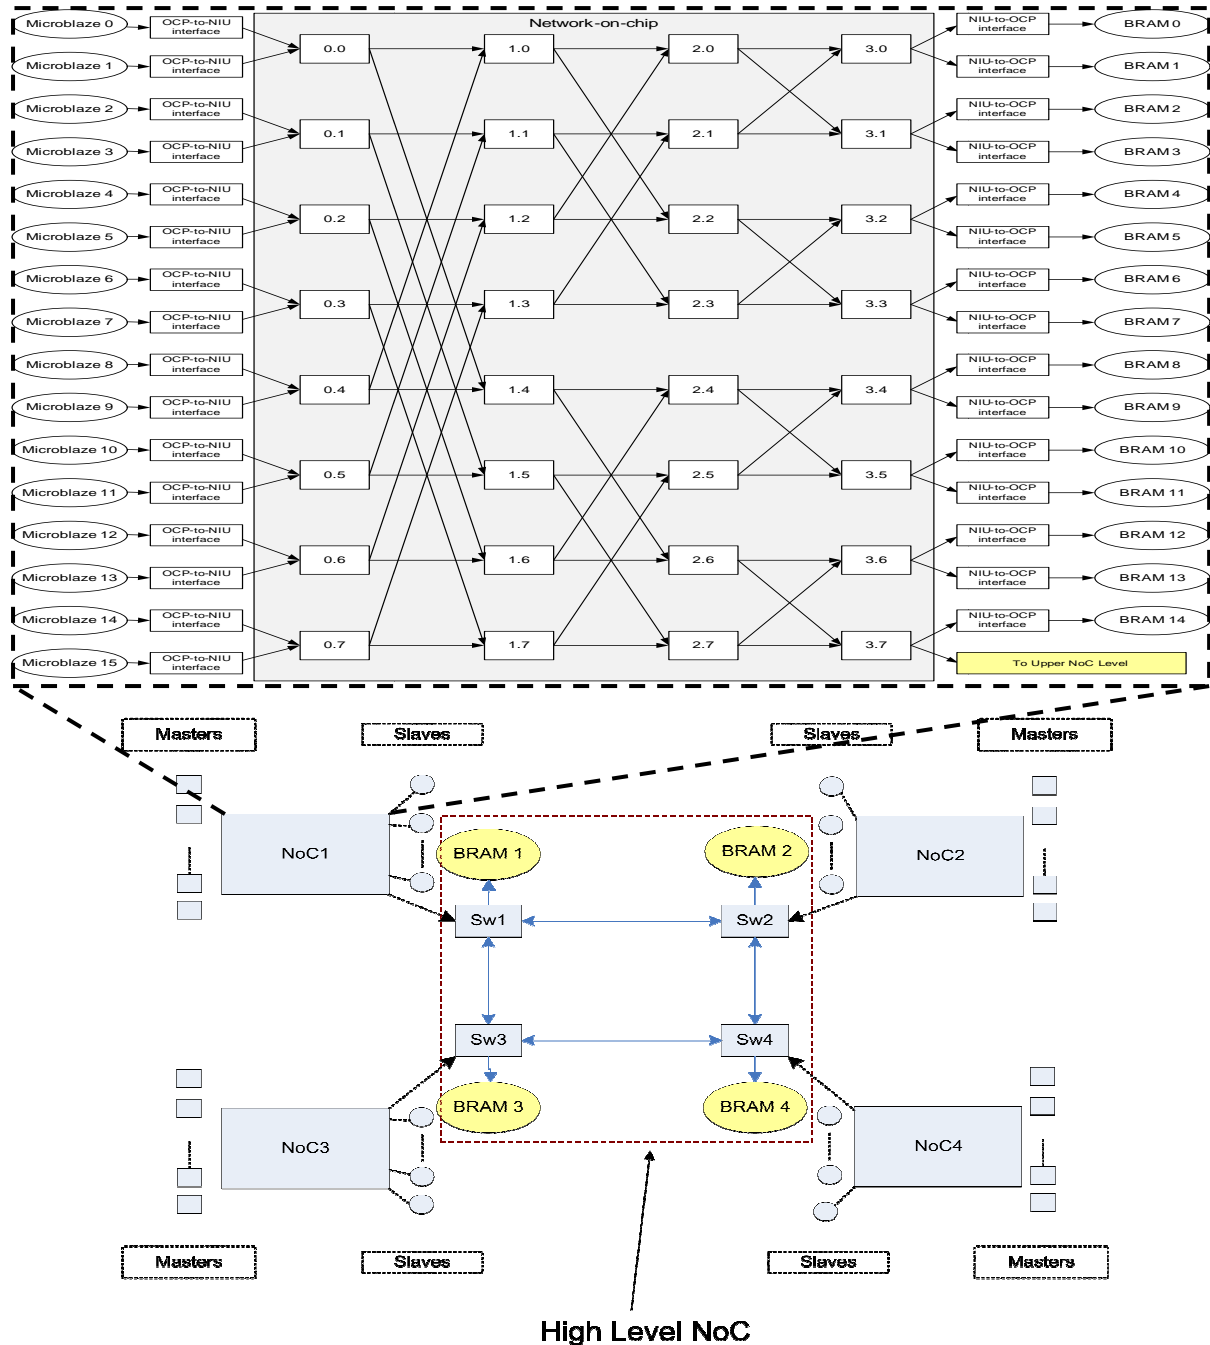 Network-on-chip
Microblaze 0
OCP-to-NIU
interface
NIU-to-OCP
interface
BRAM 0
0.0
1.0
2.0
3.0
Microblaze 1
OCP-to-NIU
interface
NIU-to-OCP
interface
BRAM 1
Microblaze 2
OCP-to-NIU
interface
NIU-to-OCP
interface
BRAM 2
0.1
1.1
2.1
3.1
Microblaze 3
OCP-to-NIU
interface
NIU-to-OCP
interface
BRAM 3
Microblaze 4
OCP-to-NIU
interface
NIU-to-OCP
interface
BRAM 4
0.2
1.2
2.2
3.2
Microblaze 5
OCP-to-NIU
interface
NIU-to-OCP
interface
BRAM 5
Microblaze 6
OCP-to-NIU
interface
NIU-to-OCP
interface
BRAM 6
0.3
1.3
2.3
3.3
Microblaze 7
OCP-to-NIU
interface
NIU-to-OCP
interface
BRAM 7
Microblaze 8
OCP-to-NIU
interface
NIU-to-OCP
interface
BRAM 8
0.4
1.4
2.4
3.4
Microblaze 9
OCP-to-NIU
interface
NIU-to-OCP
interface
BRAM 9
Microblaze 10
OCP-to-NIU
interface
NIU-to-OCP
interface
BRAM 10
0.5
1.5
2.5
3.5
Microblaze 11
OCP-to-NIU
interface
NIU-to-OCP
interface
BRAM 11
Microblaze 12
OCP-to-NIU
interface
NIU-to-OCP
interface
BRAM 12
0.6
1.6
2.6
3.6
Microblaze 13
OCP-to-NIU
interface
NIU-to-OCP
interface
BRAM 13
Microblaze 14
OCP-to-NIU
interface
NIU-to-OCP
interface
BRAM 14
0.7
1.7
2.7
3.7
Microblaze 15
OCP-to-NIU
interface
To Upper NoC Level
Masters
Slaves
Slaves
Masters
NoC1
BRAM 1
BRAM 2
NoC2
Sw1
Sw2
Sw3
Sw4
NoC3
BRAM 3
BRAM 4
NoC4
Masters
Slaves
Slaves
Masters
High Level NoC